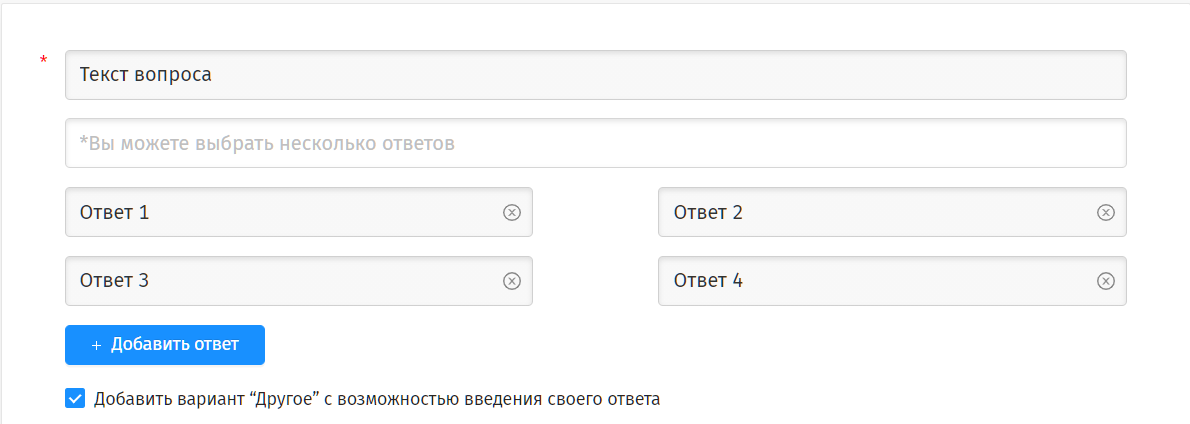 * Текст вопроса
*Вы можете выбрать несколько ответов
Ответ 1 Ответ 2
Ответ 3 Ответ 4
+ Добавить ответ
Добавить вариант “Другое” с возможностью введения своего ответа